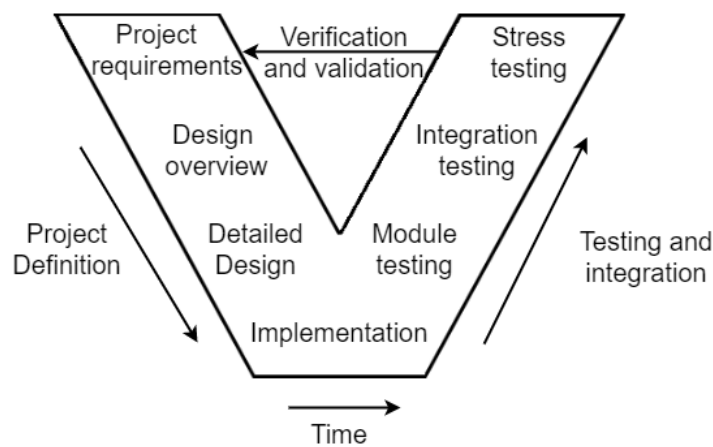 Project
requirements
Verification
and validation
Stress
testing
Design
overview
Integration
testing
Project
Definition
Detailed
Design
Module
testing
Testing and
integration
Implementation
Time